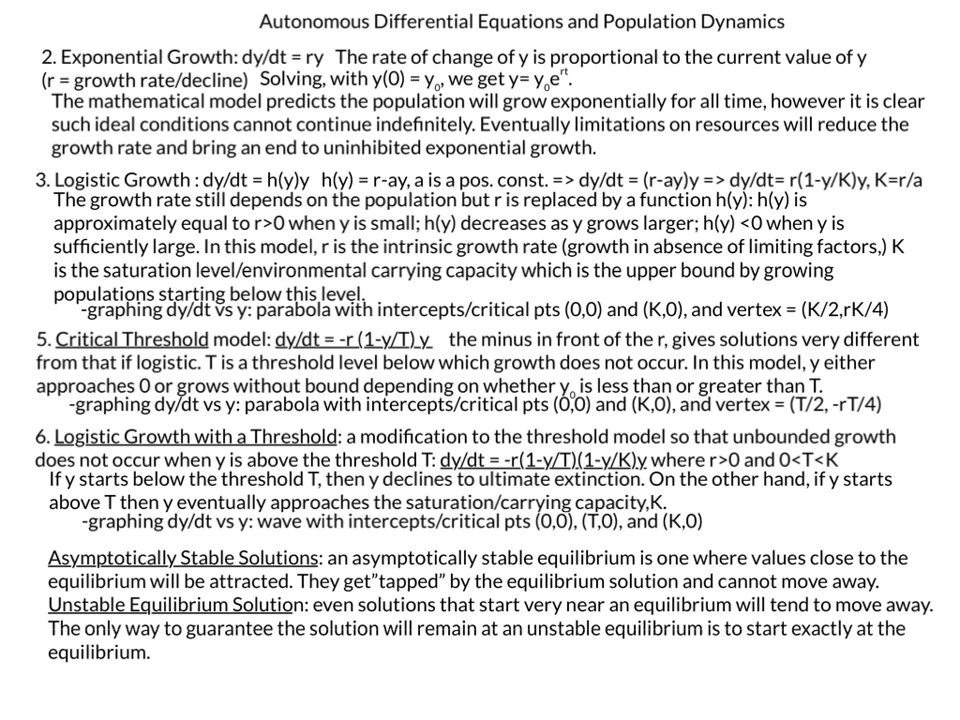 Autonomous Differential Equations and Population Dynamics
2. Exponential Growth: dy/dt = ry The rate of change of y is proportional to the current value of y
(r = growth rate/decline) Solving, with y(0) = y₀, we get y= y₀eʳᵗ.
The mathematical model predicts the population will grow exponentially for all time, however it is clear
such ideal conditions cannot continue indefinitely. Eventually limitations on resources will reduce the
growth rate and bring an end to uninhibited exponential growth.
3. Logistic Growth : dy/dt = h(y)y h(y) = r-ay, a is a pos. const. => dy/dt = (r-ay)y => dy/dt= r(1-y/K)y, K=r/a
The growth rate still depends on the population but r is replaced by a function h(y): h(y) is
approximately equal to r>0 when y is small; h(y) decreases as y grows larger; h(y) <0 when y is
sufficiently large. In this model, r is the intrinsic growth rate (growth in absence of limiting factors,) K
is the saturation level/environmental carrying capacity which is the upper bound by growing
populations starting below this level.
-graphing dy/dt vs y: parabola with intercepts/critical pts (0,0) and (K,0), and vertex = (K/2,rK/4)
5. Critical Threshold model: dy/dt = -r (1-y/T) y the minus in front of the r, gives solutions very different
from that if logistic. T is a threshold level below which growth does not occur. In this model, y either
approaches 0 or grows without bound depending on whether y₀ is less than or greater than T.
-graphing dy/dt vs y: parabola with intercepts/critical pts (0,0) and (K,0), and vertex = (T/2, -rT/4)
6. Logistic Growth with a Threshold: a modification to the threshold model so that unbounded growth
does not occur when y is above the threshold T: dy/dt = -r(1-y/T)(1-y/K)y where r>0 and 0<T<K
If y starts below the threshold T, then y declines to ultimate extinction. On the other hand, if y starts
above T then y eventually approaches the saturation/carrying capacity,K.
-graphing dy/dt vs y: wave with intercepts/critical pts (0,0), (T,0), and (K,0)
Asymptotically Stable Solutions: an asymptotically stable equilibrium is one where values close to the
equilibrium will be attracted. They get"tapped" by the equilibrium solution and cannot move away.
Unstable Equilibrium Solution: even solutions that start very near an equilibrium will tend to move away.
The only way to guarantee the solution will remain at an unstable equilibrium is to start exactly at the
equilibrium.